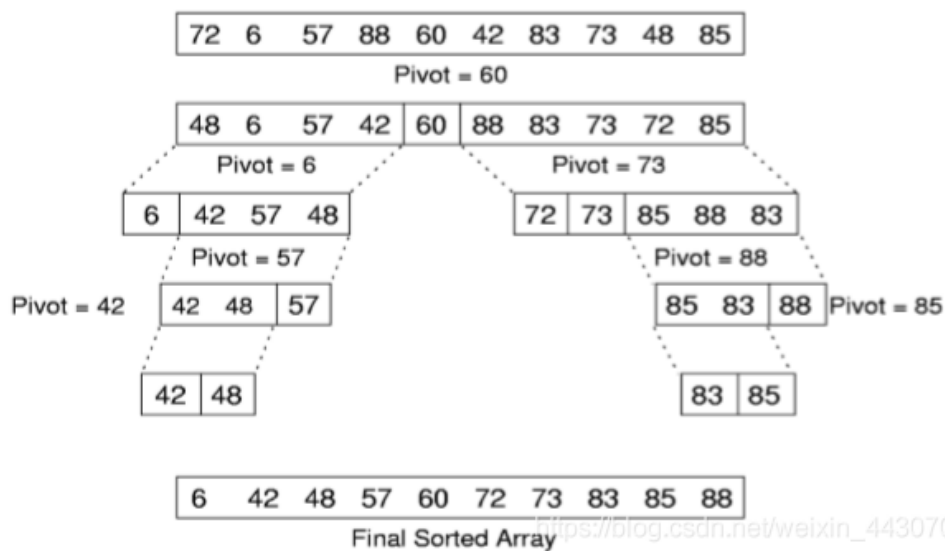 72 6 57 88 60 42 83 73 48 85
Pivot = 60
48 6 57 42 60 88 83 73 72 85
Pivot = 6 Pivot = 73
6 42 57 48 72 73 85 88 83
Pivot = 57 Pivot = 88
Pivot = 42 42 48 57 85 83 88 Pivot = 85
42 48 83 85
6 42 48 57 60 72 73 83 85 88
Final Sorted Array
https://blog.csdn.net/weixin_443070